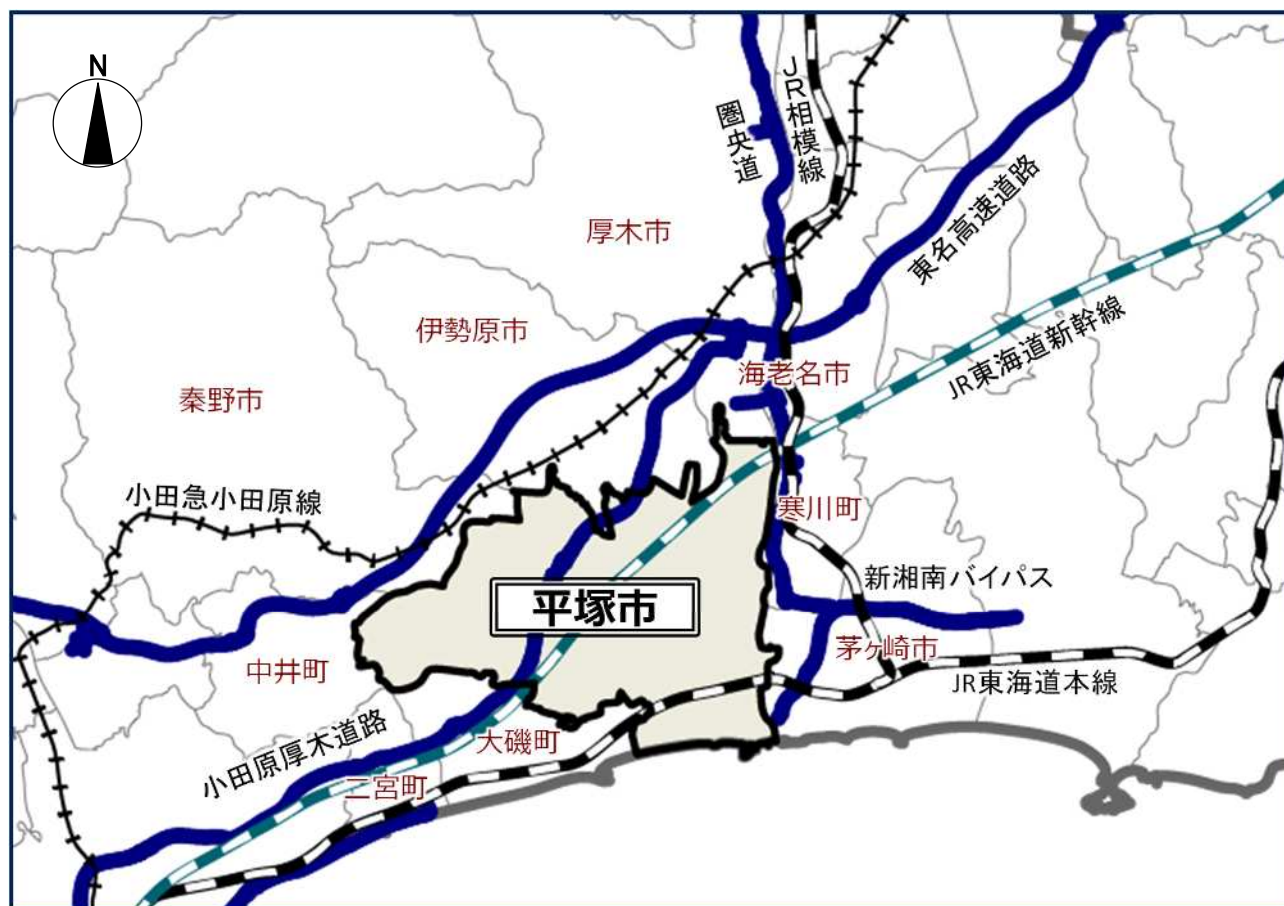 N
圏央道
JR相模線
厚木市
東名高速道路
伊勢原市
JR東海道新幹線
海老名市
秦野市
小田急小田原線
寒川町
新湘南バイパス
平塚市
茅ヶ崎市
中井町
JR東海道本線
大磯町
小田原厚木道路
二宮町